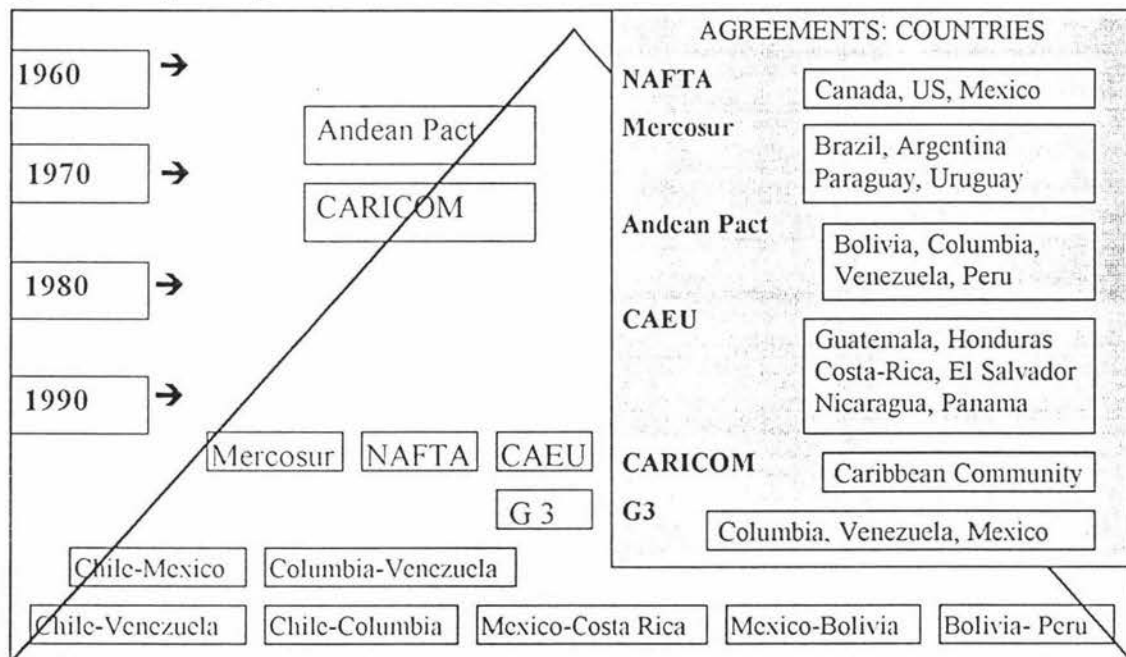 1960
1970
1980
1990
Andean Pact
CARICOM
Mercosur
NAFTA
CAEU
G 3
Chile-Mexico
Columbia-Venezuela
Chile-Venezuela
Chile-Columbia
Mexico-Costa Rica
Mexico-Bolivia
Bolivia- Peru
AGREEMENTS: COUNTRIES
NAFTA
Canada, US, Mexico
Mercosur
Brazil, Argentina
Paraguay, Uruguay
Andean Pact
Bolivia, Columbia,
Venezuela, Peru
CAEU
Guatemala, Honduras
Costa-Rica, El Salvador
Nicaragua, Panama
CARICOM
Caribbean Community
G3
Columbia, Venezuela, Mexico